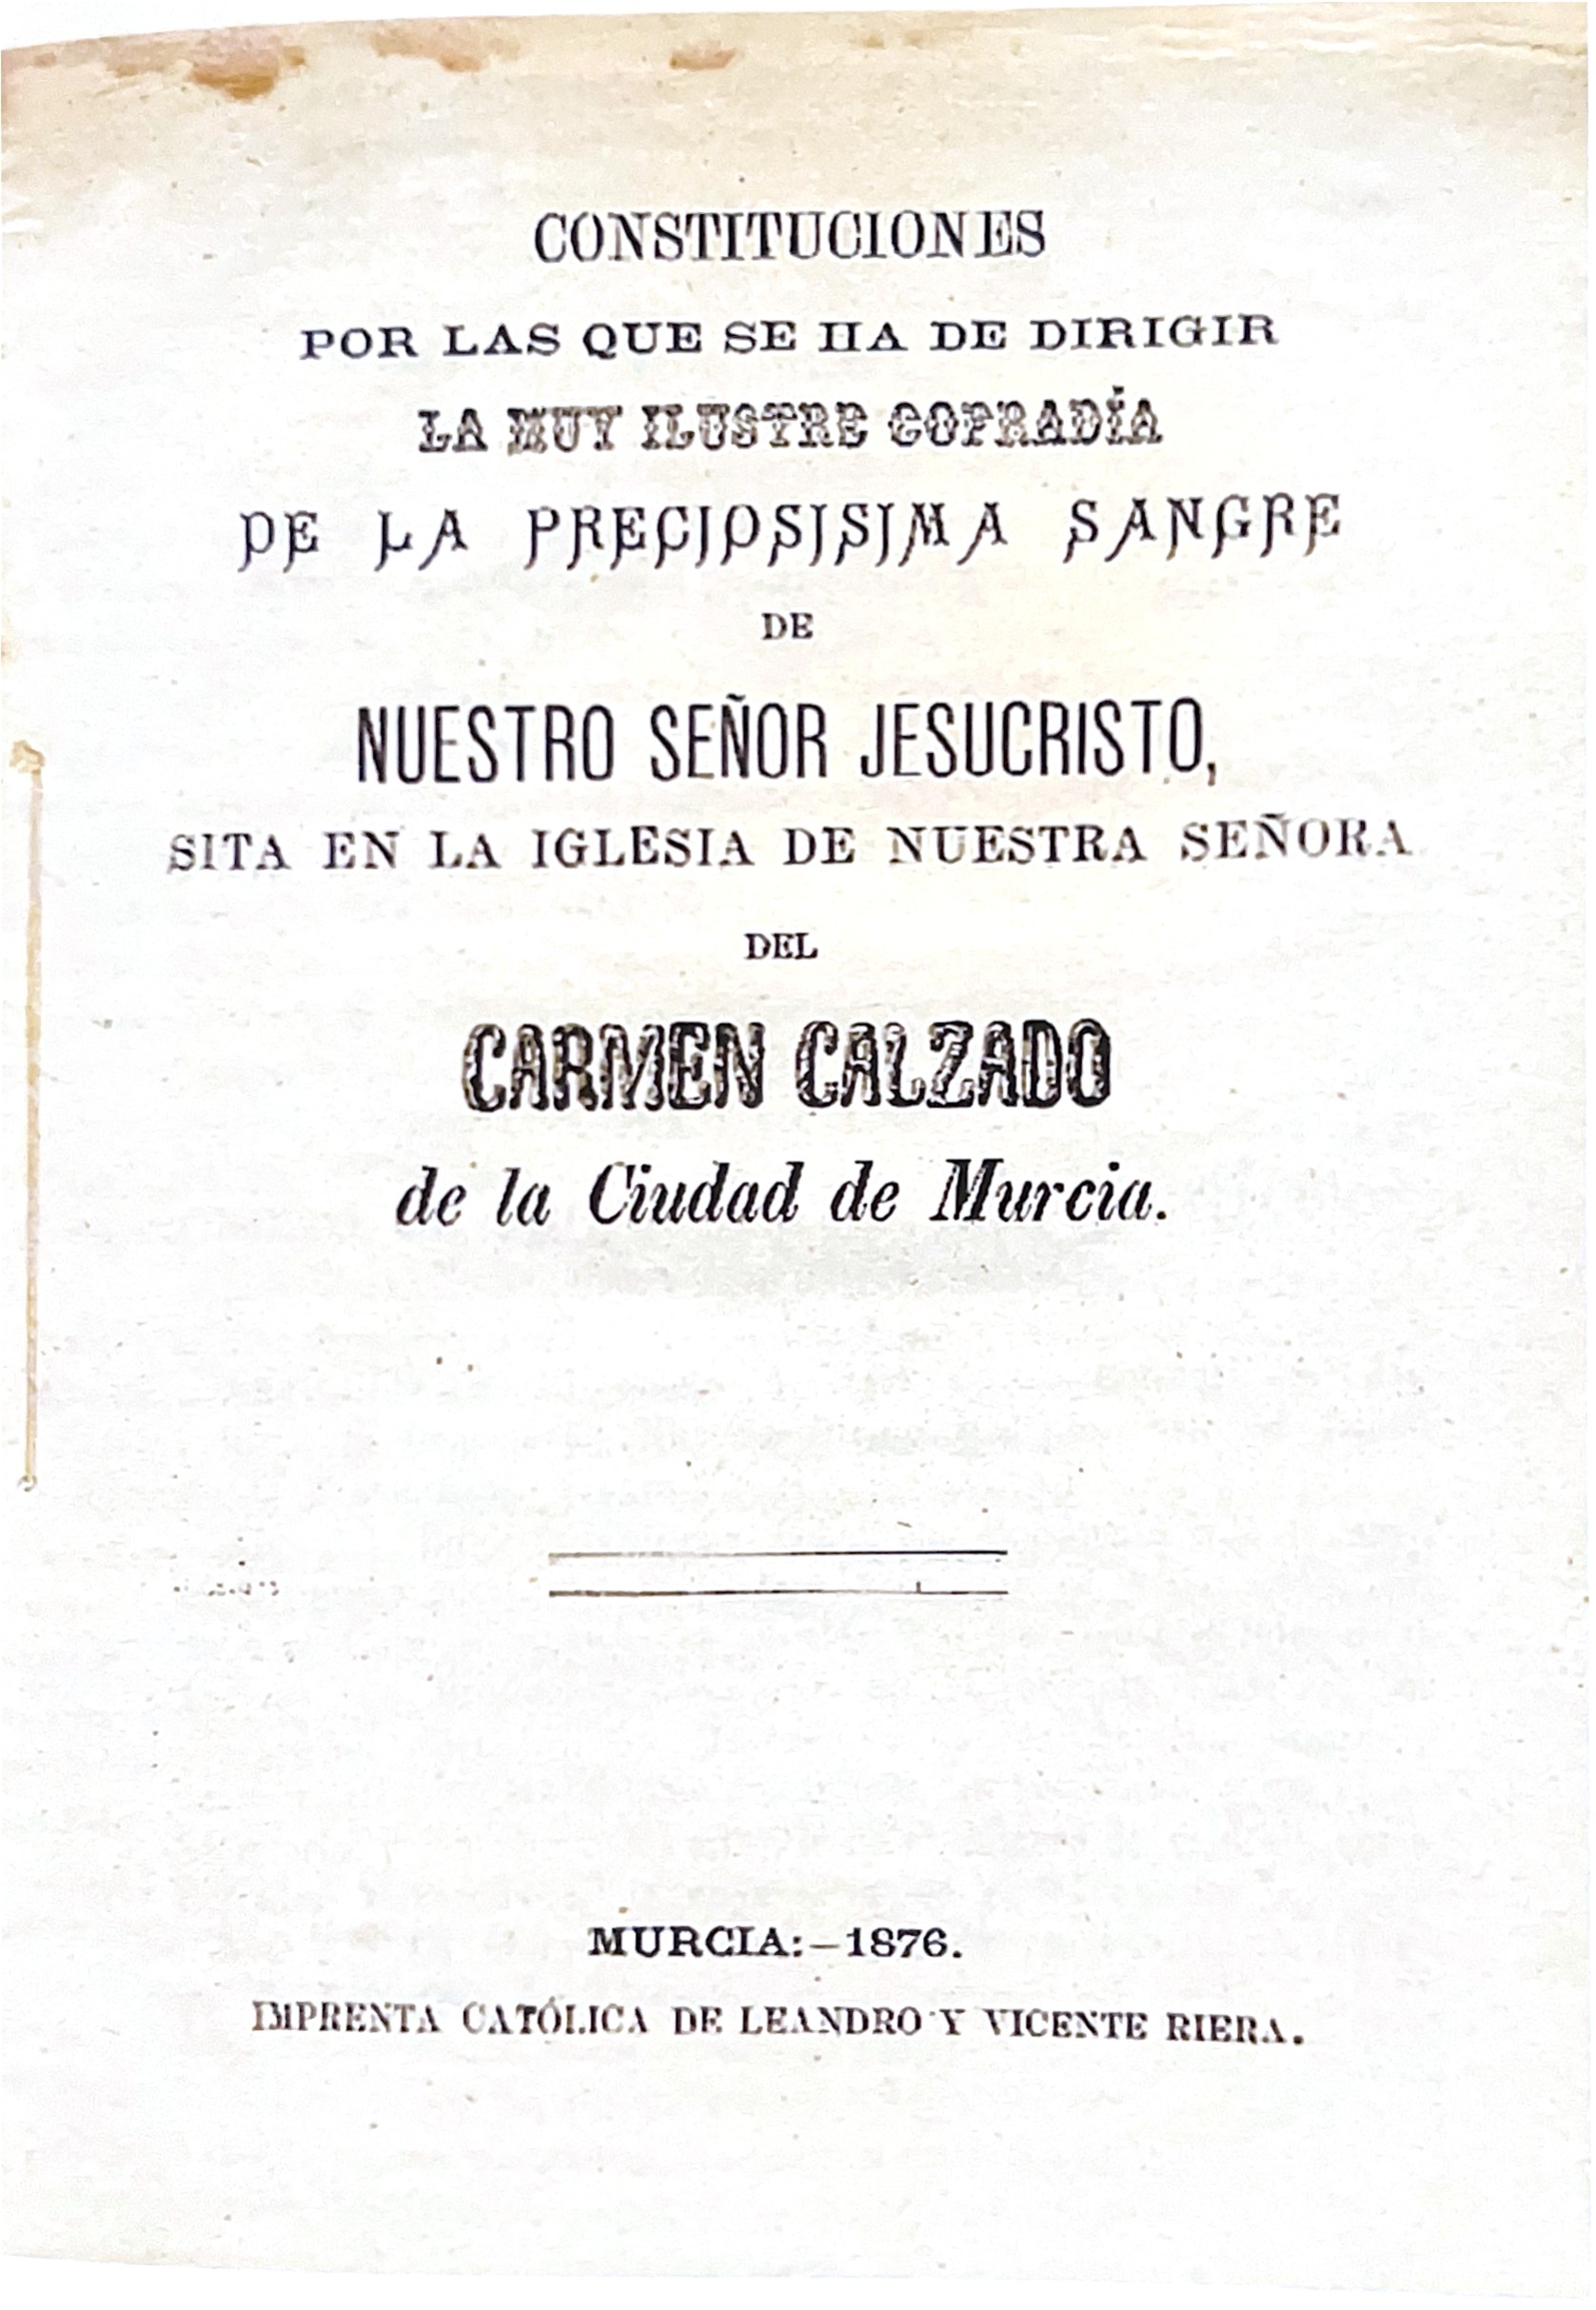 CONSTITUCIONES
POR LAS QUE SE HA DE DIRIGIR
LA MUY ILUSTRE COFRADÍA
DE LA PRECIOSISIMA SANGRE
DE
NUESTRO SEÑOR JESUCRISTO,
SITA EN LA IGLESIA DE NUESTRA SEÑORA
DEL
CARMEN CALZADO
de la Ciudad de Murcia.
MURCIA:—1876.
IMPRENTA CATÓLICA DE LEANDRO Y VICENTE RIERA.